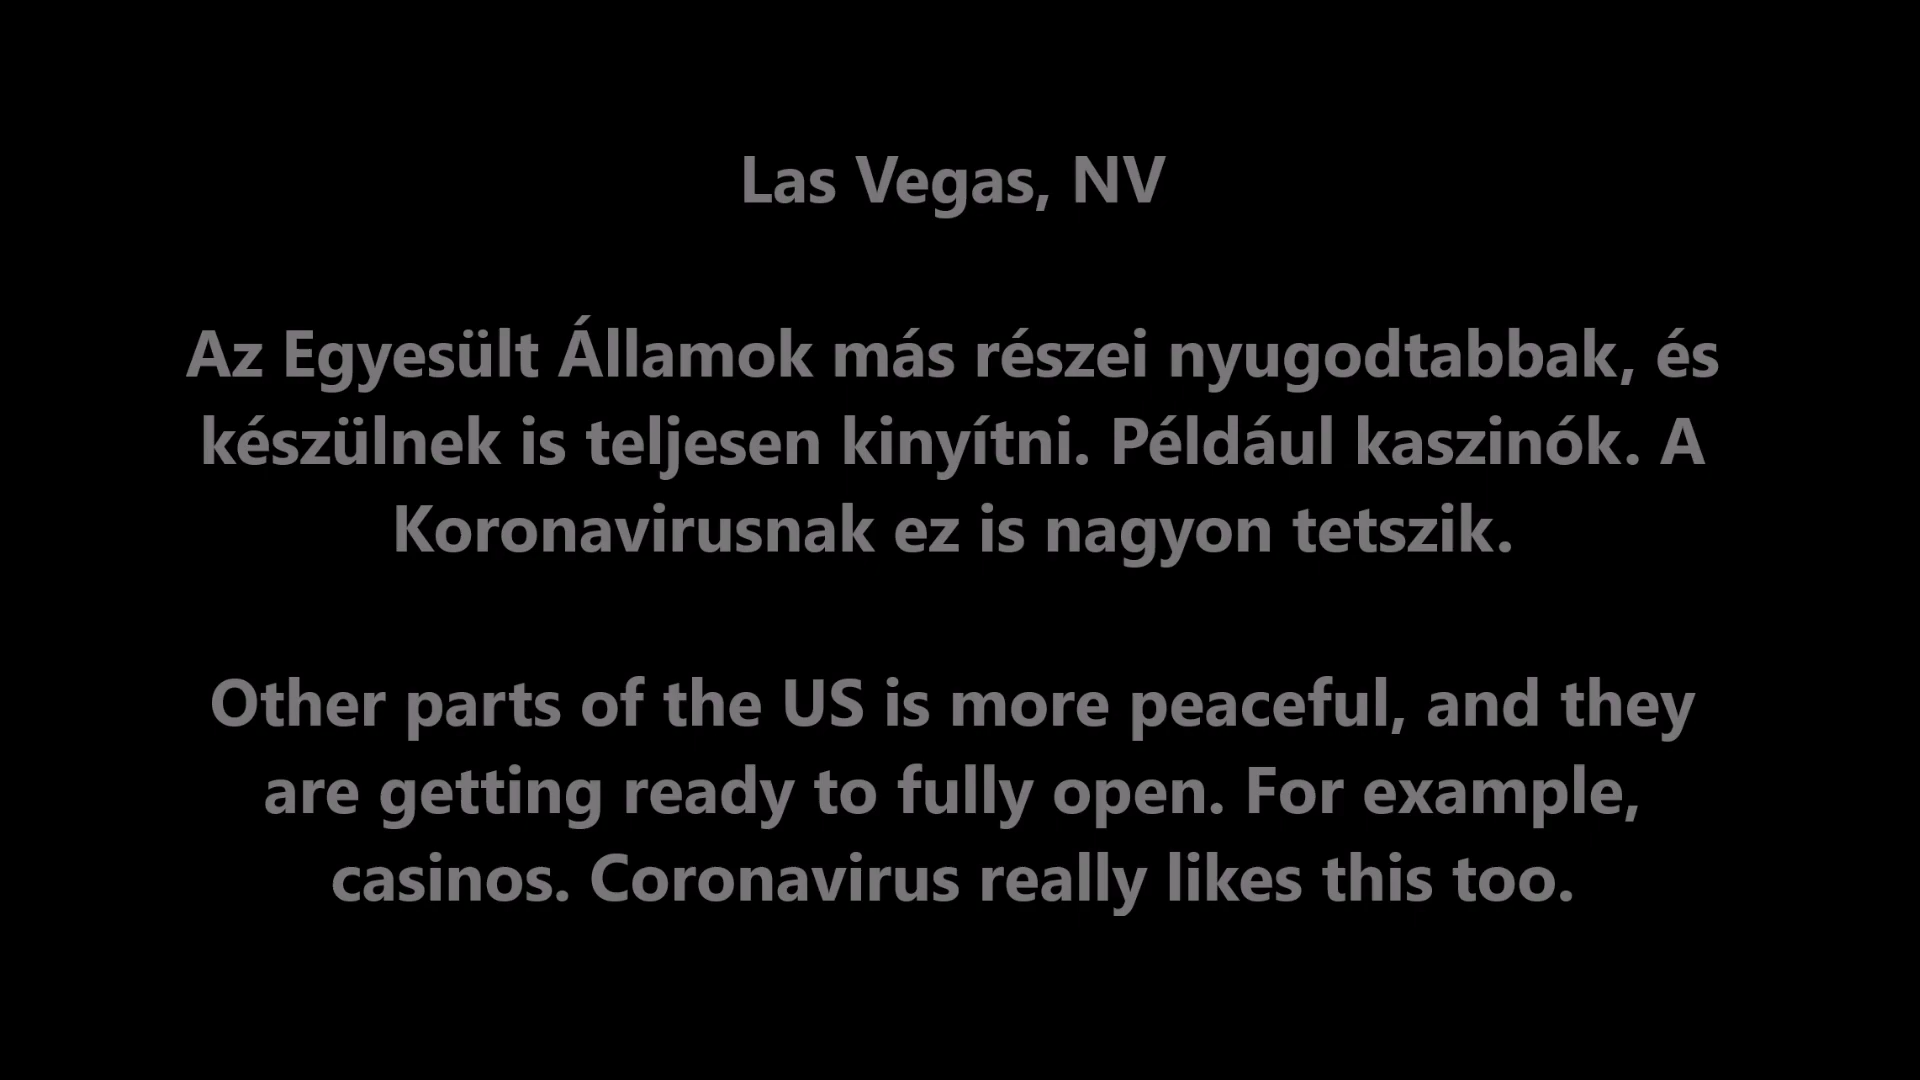 Las Vegas, NV
Az Egyesült Államok más részei nyugodtabbak, és
készülnek is teljesen kinyítni. Például kaszinók. A
Koronavirusnak ez is nagyon tetszik.
Other parts of the US is more peaceful, and they
are getting ready to fully open. For example,
casinos. Coronavirus really likes this too.